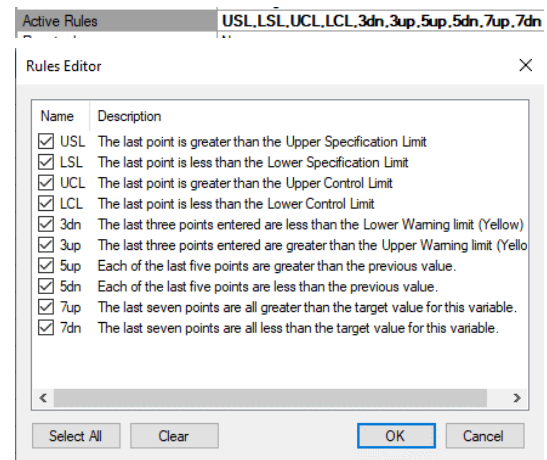 Active Rules USL,LSL,UCL,LCL,3dn,3up,5up,5dn,7up,7dn
Rules Editor
Name Description
USL The last point is greater than the Upper Specification Limit
LSL The last point is less than the Lower Specification Limit
UCL The last point is greater than the Upper Control Limit
LCL The last point is less than the Lower Control Limit
3dn The last three points entered are less than the Lower Warning limit (Yellow)
3up The last three points entered are greater than the Upper Warning limit (Yello
5up Each of the last five points are greater than the previous value.
5dn Each of the last five points are less than the previous value.
7up The last seven points are all greater than the target value for this variable.
7dn The last seven points are all less than the target value for this variable.
Select All Clear OK Cancel